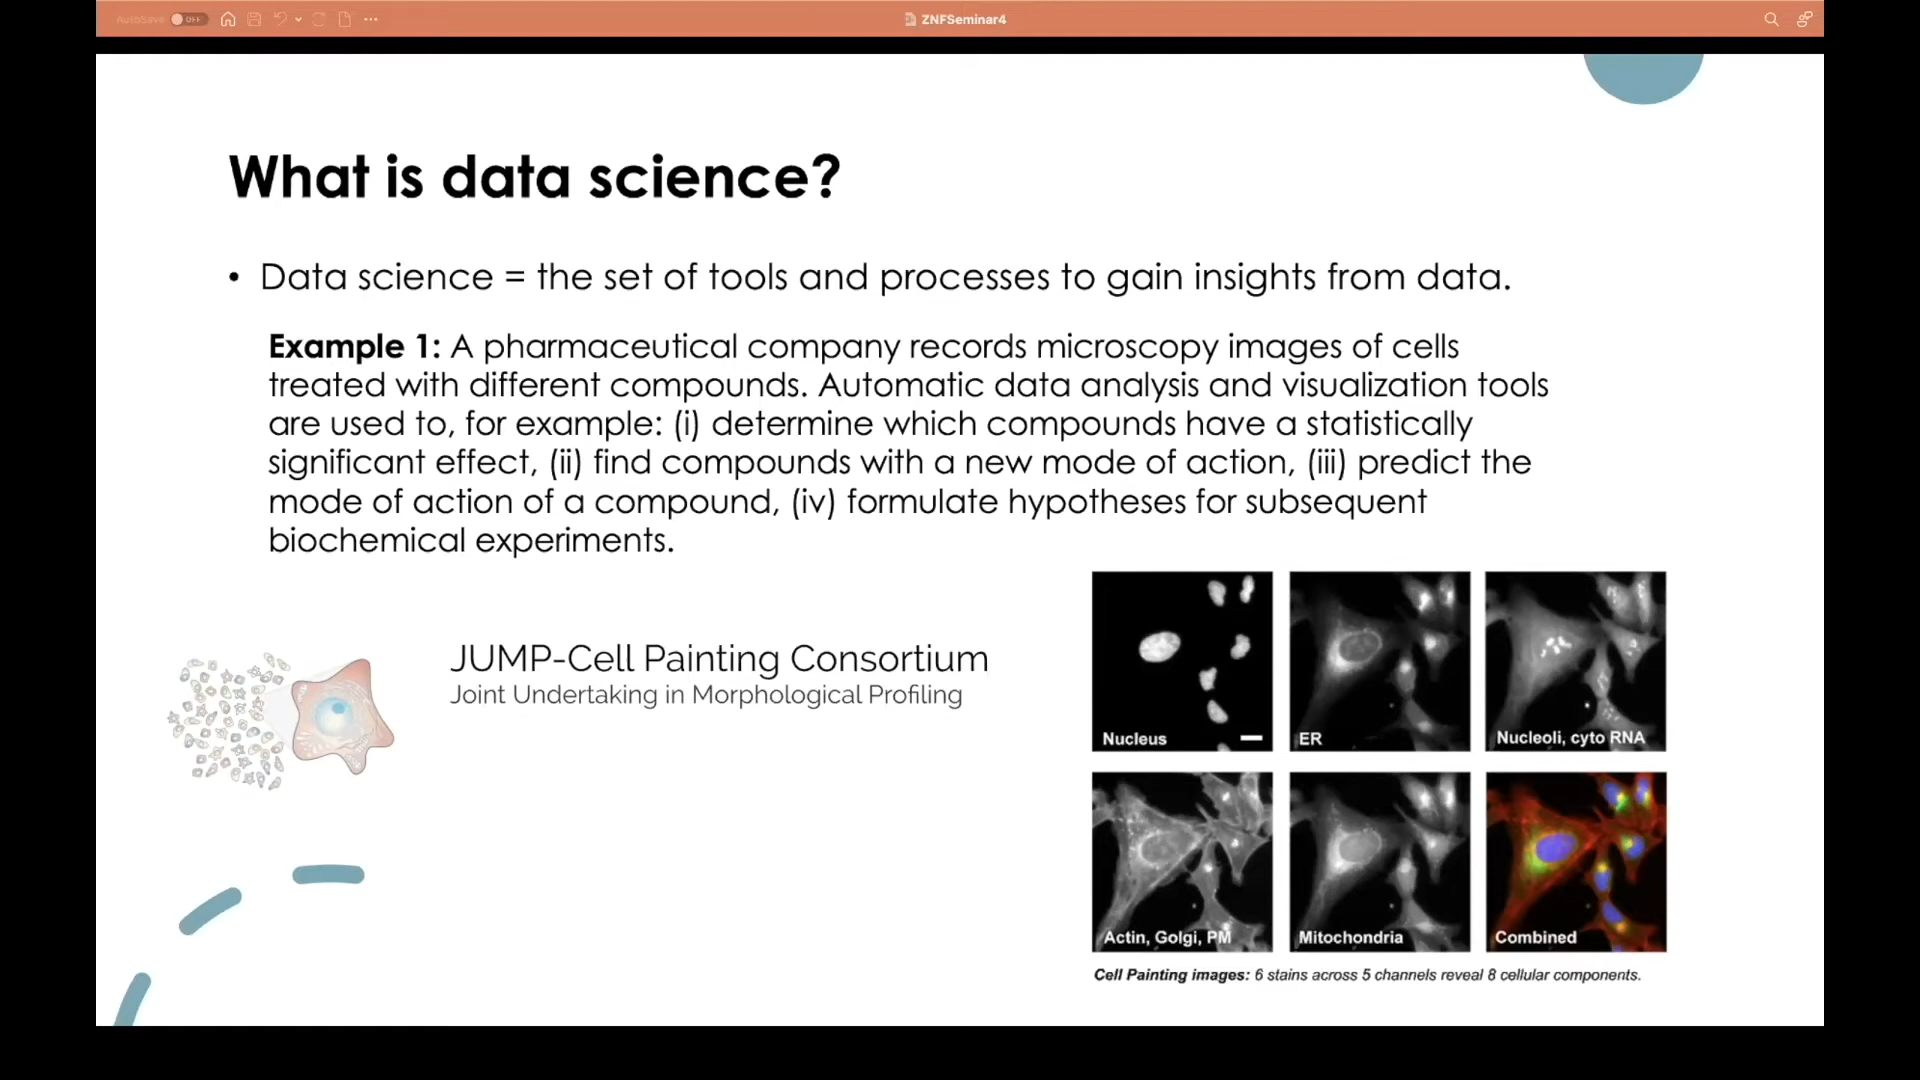 AutoSave OFF
ZNFSeminar4
What is data science?
• Data science = the set of tools and processes to gain insights from data.
Example 1: A pharmaceutical company records microscopy images of cells
treated with different compounds. Automatic data analysis and visualization tools
are used to, for example: (i) determine which compounds have a statistically
significant effect, (ii) find compounds with a new mode of action, (iii) predict the
mode of action of a compound, (iv) formulate hypotheses for subsequent
biochemical experiments.
JUMP-Cell Painting Consortium
Joint Undertaking in Morphological Profiling
Nucleus
ER
Nucleoli, cyto RNA
Actin, Golgi, PM
Mitochondria
Combined
Cell Painting images: 6 stains across 5 channels reveal 8 cellular components.